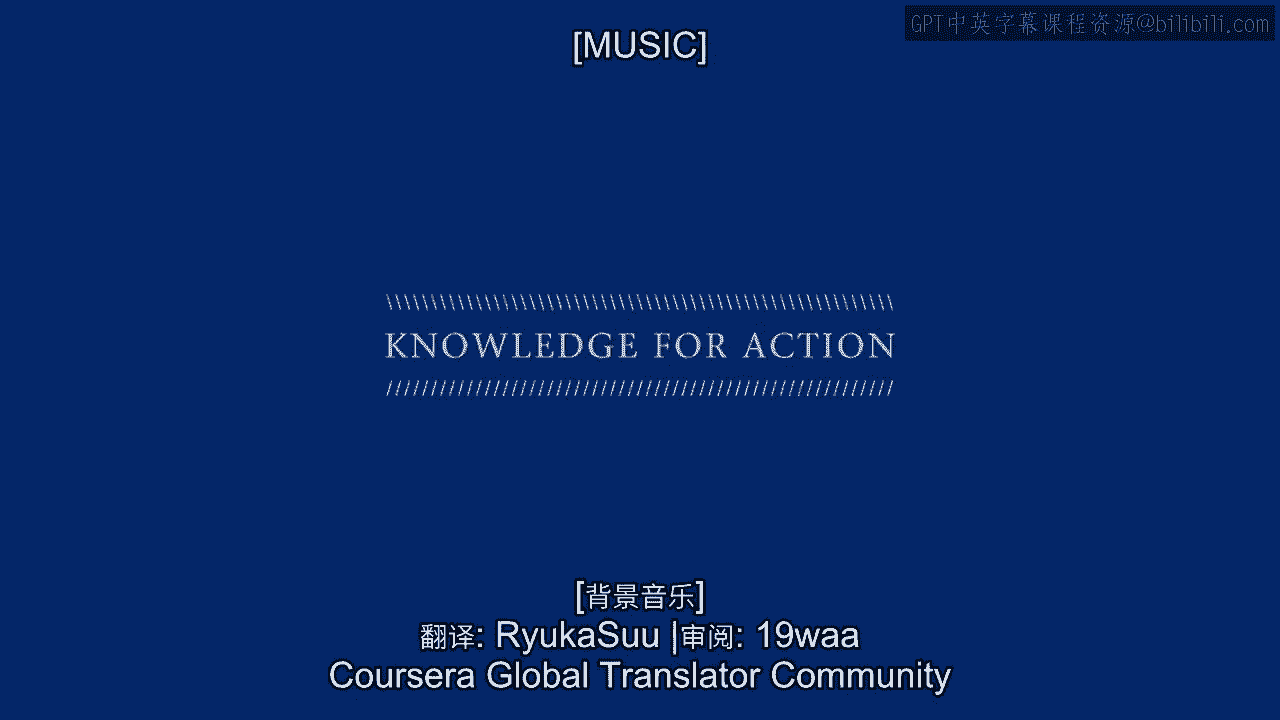 GPT中英字幕课程资源@bilibili.com
[MUSIC]
KNOWLEDGE FOR ACTION
[背景音乐]
翻译: RyukaSuu |审阅: 19waa
Coursera Global Translator Community